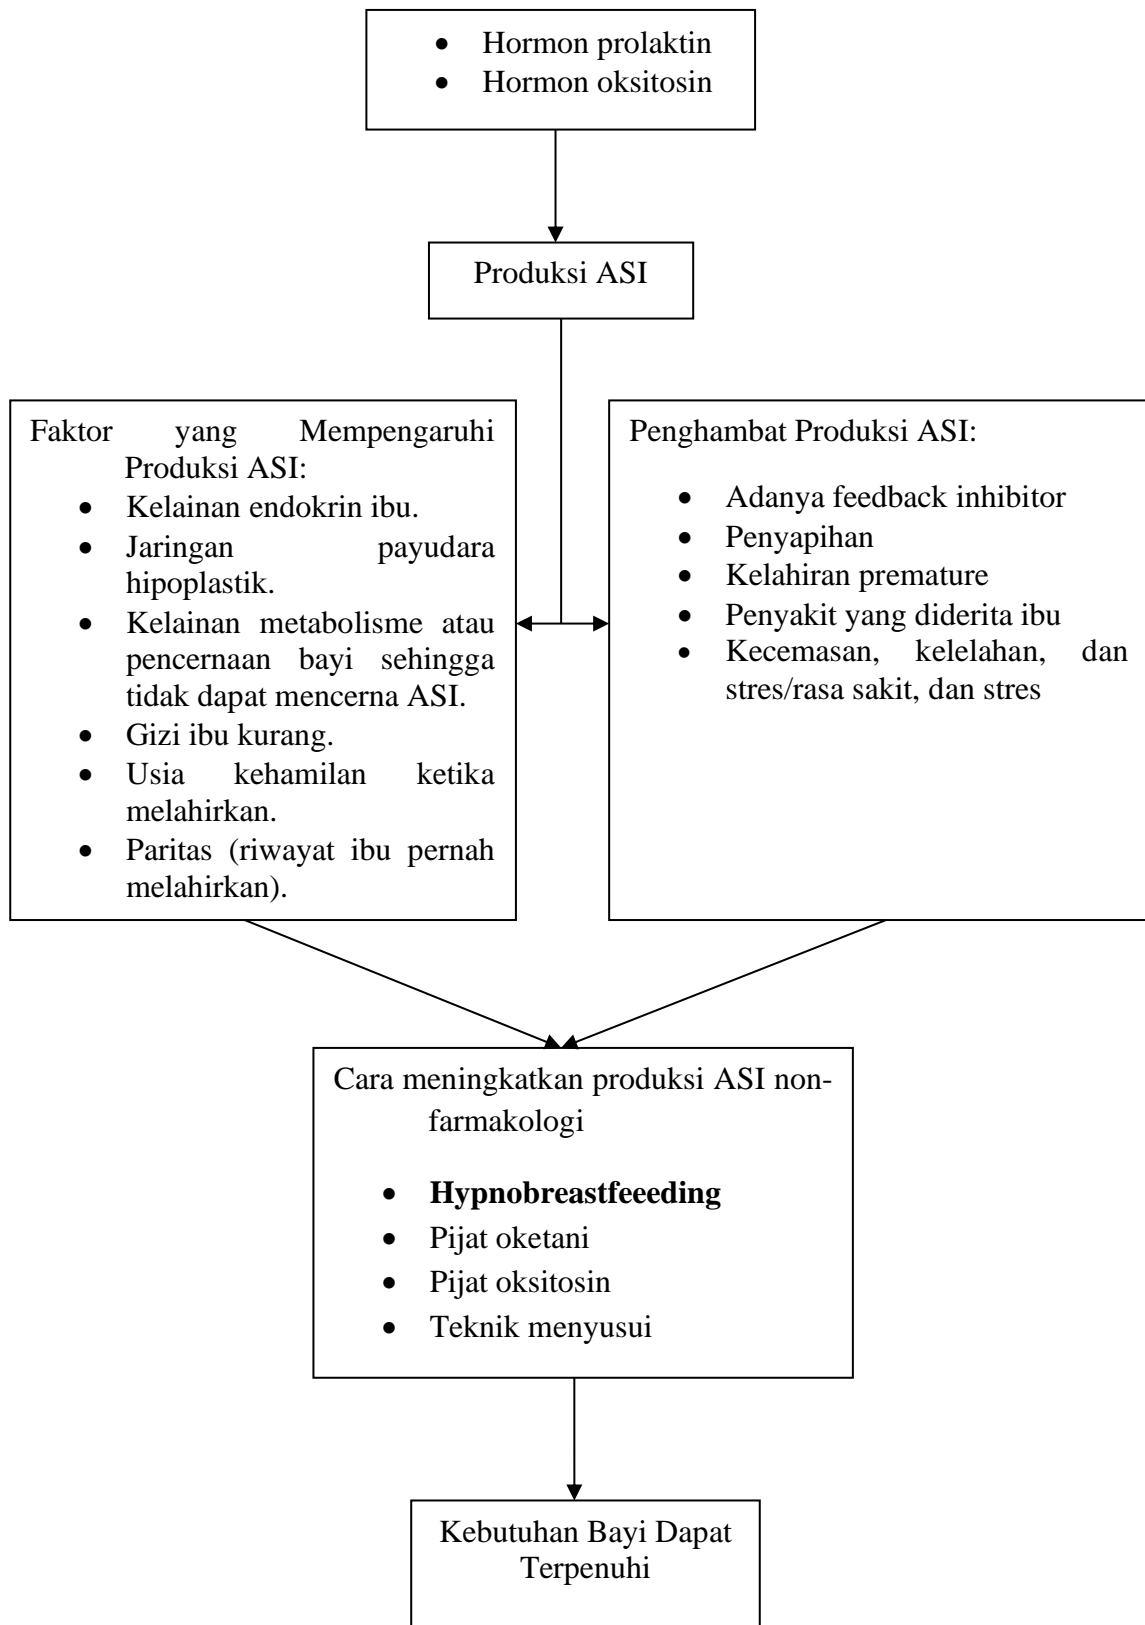 • Hormon prolaktin
• Hormon oksitosin
Produksi ASI
Faktor yang Mempengaruhi
Produksi ASI:
• Kelainan endokrin ibu.
• Jaringan payudara
hipoplastik.
• Kelainan metabolisme atau
pencernaan bayi sehingga
tidak dapat mencerna ASI.
• Gizi ibu kurang.
• Usia kehamilan ketika
melahirkan.
• Paritas (riwayat ibu pernah
melahirkan).
Penghambat Produksi ASI:
• Adanya feedback inhibitor
• Penyapihan
• Kelahiran premature
• Penyakit yang diderita ibu
• Kecemasan, kelelahan, dan
stres/rasa sakit, dan stres
Cara meningkatkan produksi ASI non-
farmakologi
• Hypnobreastfeeeding
• Pijat oketani
• Pijat oksitosin
• Teknik menyusui
Kebutuhan Bayi Dapat
Terpenuhi